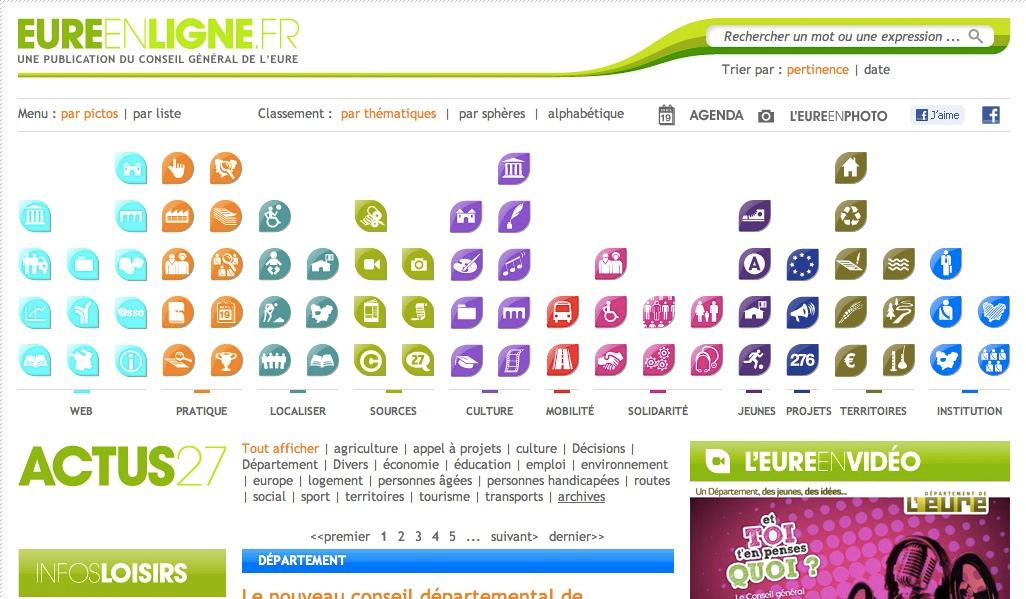 EUREENLIGNE.FR
UNE PUBLICATION DU CONSEIL GÉNÉRAL DE L'EURE
Rechercher un mot ou une expression ...
Trier par : pertinence | date
Menu : par pictos | par liste
Classement : par thématiques | par sphères | alphabétique
19
AGENDA
L'EUREENPHOTO
J'aime
esso
19
A
C
27
276
€
WEB
PRATIQUE
LOCALISER
SOURCES
CULTURE
MOBILITÉ
SOLIDARITÉ
JEUNES
PROJETS
TERRITOIRES
INSTITUTION
ACTUS27
Tout afficher | agriculture | appel à projets | culture | Décisions |
Département | Divers | économie | éducation | emploi | environnement
| europe | logement | personnes âgées | personnes handicapées | routes
| social | sport | territoires | tourisme | transports | archives
<<premier 1 2 3 4 5 ... suivant> dernier>>
INFOSLOISIRS
DÉPARTEMENT
Le nouveau conseil départemental de
L'EUREENVIDÉO
Un Département, des jeunes, des idées...
DÉPARTEMENT DE
L'eure
et
TOI
t'en penses
QUOI ?
Le Conseil général